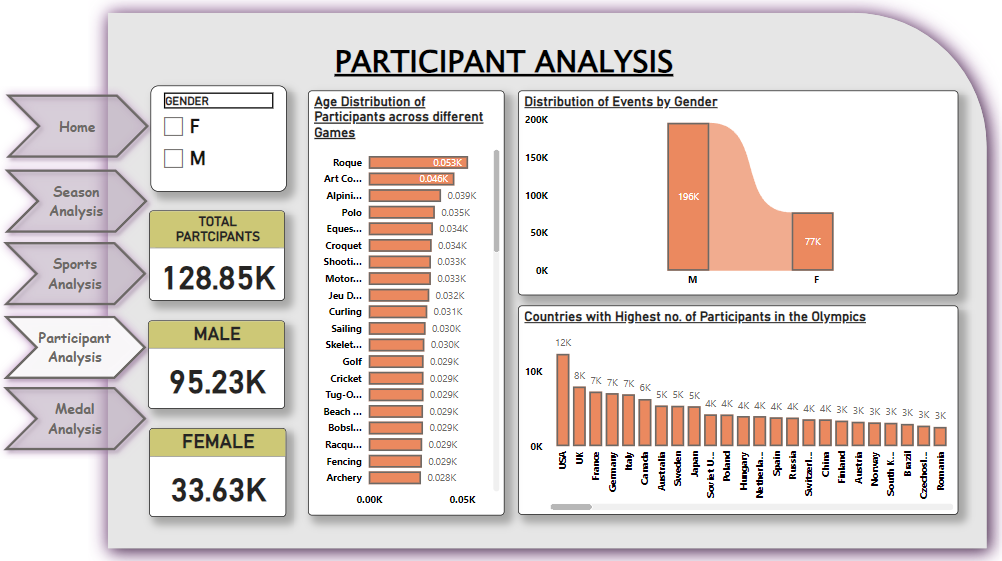 PARTICIPANT ANALYSIS
Home
Season
Analysis
Sports
Analysis
Participant
Analysis
Medal
Analysis
GENDER
F
M
TOTAL
PARTCIPANTS
128.85K
MALE
95.23K
FEMALE
33.63K
Age Distribution of
Participants across different
Games
Roque 0.053K
Art Co... 0.046K
Alpini... 0.039K
Polo 0.035K
Eques... 0.034K
Croquet 0.034K
Shooti... 0.033K
Motor... 0.033K
Jeu D... 0.032K
Curling 0.031K
Sailing 0.030K
Skelet... 0.030K
Golf 0.029K
Cricket 0.029K
Tug-O... 0.029K
Beach ... 0.029K
Bobsl... 0.029K
Racqu... 0.029K
Fencing 0.029K
Archery 0.028K
0.00K 0.05K
Distribution of Events by Gender
200K
150K
100K
50K
0K
196K
77K
M F
Countries with Highest no. of Participants in the Olympics
10K
0K
12K 8K 7K 7K 7K 6K 5K 5K 5K 4K 4K 4K 4K 4K 4K 4K 4K 3K 3K 3K 3K 3K 3K 3K
USA
UK
France
Germany
Italy
Canada
Australia
Sweden
Japan
Soviet U...
Poland
Hungary
Netherla...
Spain
Russia
Switzerl...
China
Finland
Austria
Norway
South K...
Brazil
Czechosl...
Romania